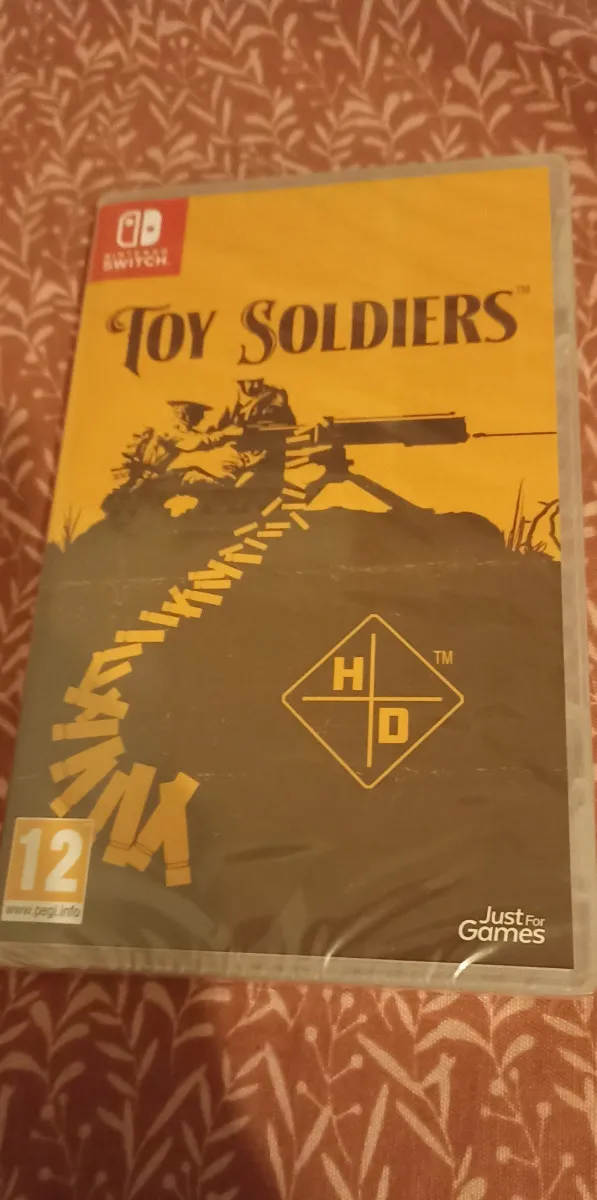 NINTENDO
SWITCH
TOY SOLDIERS™
H
D
TM
12
www.pegi.info
Just For
Games